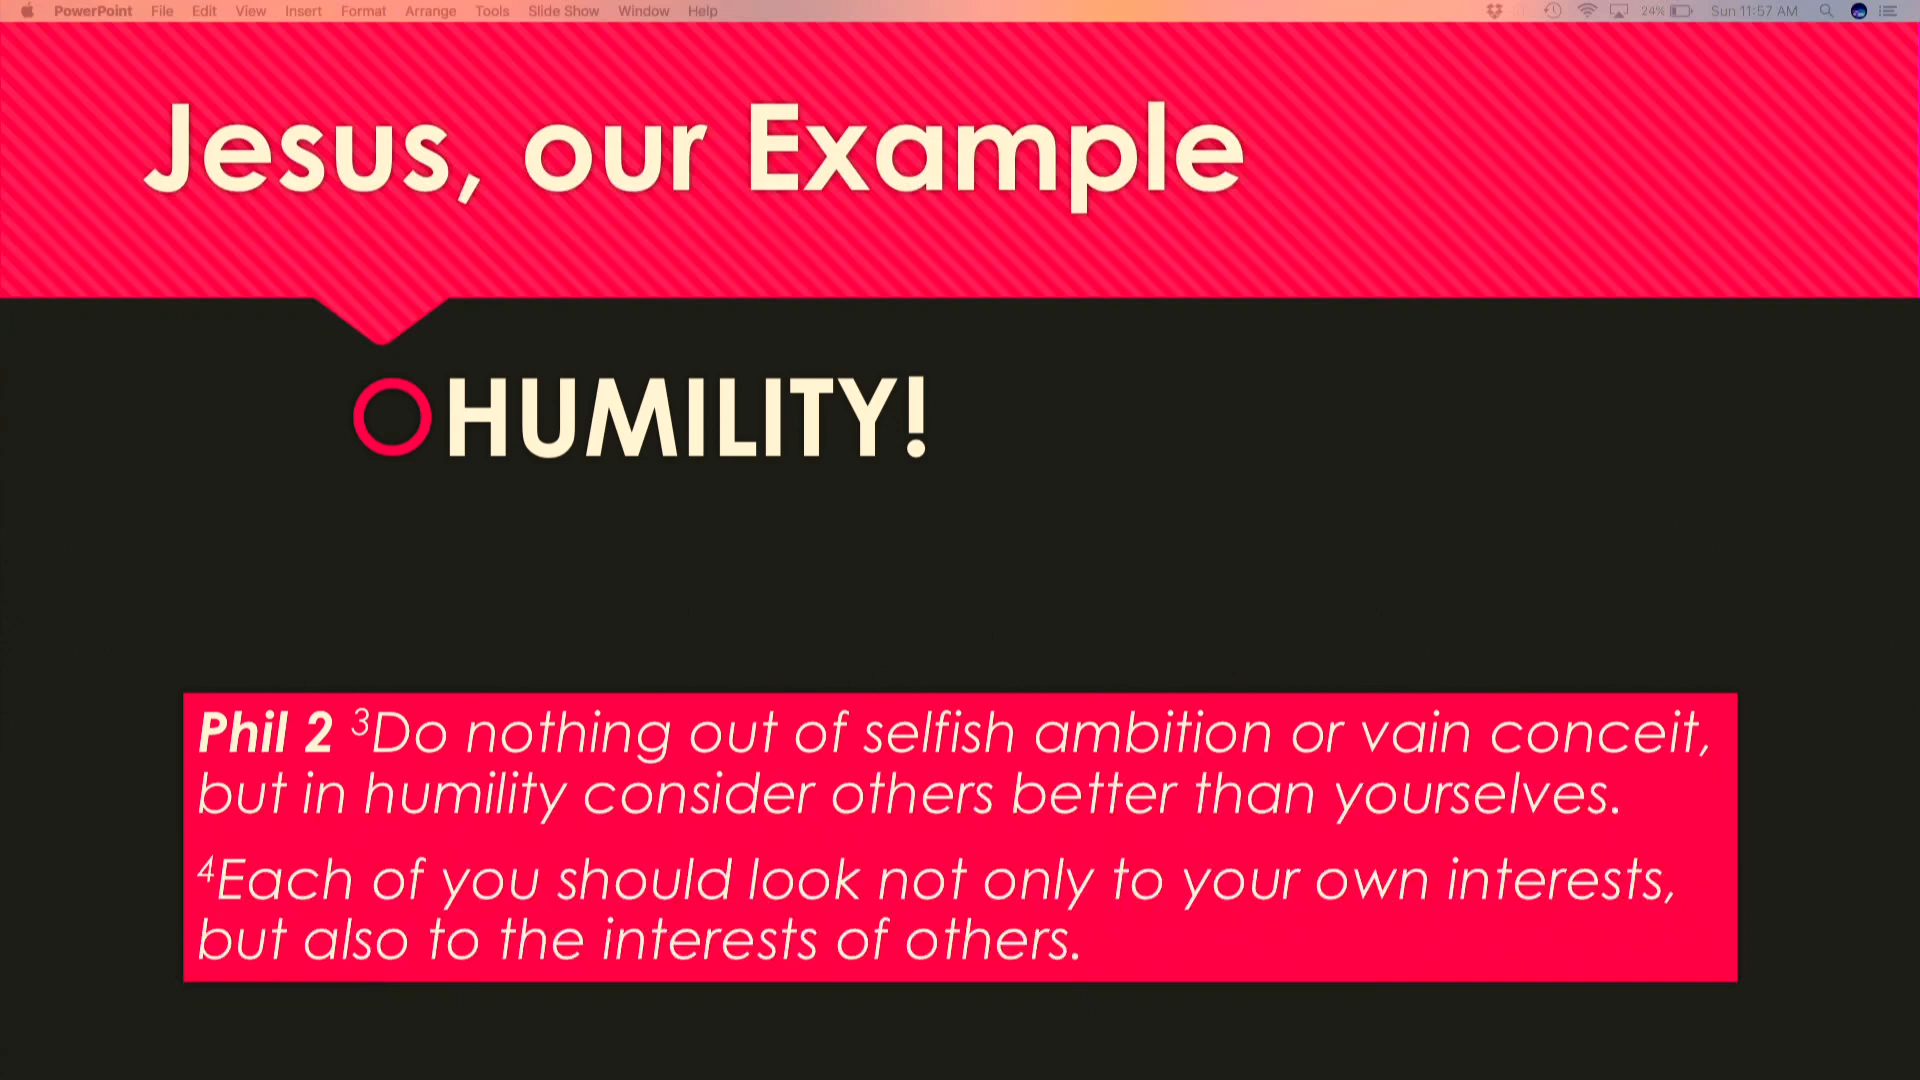 PowerPoint File Edit View Insert Format Arrange Tools Slide Show Window Help 24% Sun 11:57 AM
Jesus, our Example
HUMILITY!
Phil 2 ³Do nothing out of selfish ambition or vain conceit,
but in humility consider others better than yourselves.
⁴Each of you should look not only to your own interests,
but also to the interests of others.